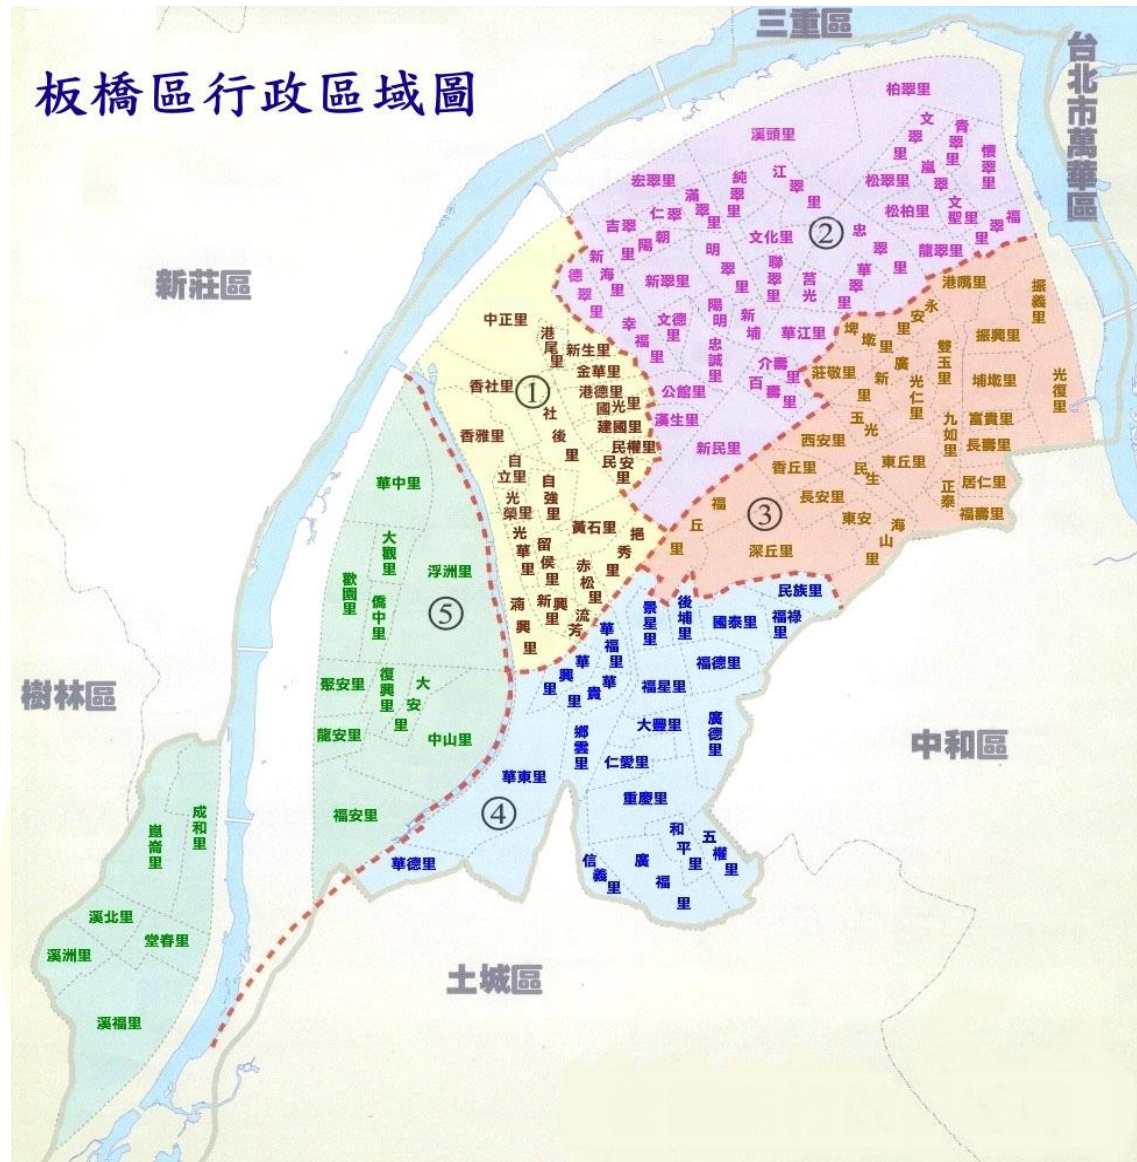 板橋區行政區域圖
三重區
台北市萬華區
新莊區
樹林區
土城區
中和區
①
中正里
港尾里
新生里
金華里
香社里
港德里
國光里
社後里
建國里
香雅里
民權里
民安里
自立里
自強里
光榮里
黃石里
挹秀里
光華里
留侯里
赤松里
湳興里
新興里
流芳
②
柏翠里
溪頭里
文翠里
青翠里
懷翠里
嵐翠
江翠里
純翠里
宏翠里
滿翠里
松翠里
仁翠
松柏里
文聖里
福翠里
吉翠里
朝陽
文化里
忠翠里
龍翠里
新海里
德翠里
明翠里
聯翠里
華翠里
新翠里
莒光
陽明
新埔
幸福里
文德里
忠誠里
華江里
介壽里
百壽里
公館里
漢生里
新民里
③
港嘴里
振義里
永安里
埤墘里
振興里
廣新里
雙玉里
莊敬里
光仁里
埔墘里
光復里
玉光
九如里
富貴里
西安里
長壽里
香丘里
民生
東丘里
正泰
居仁里
長安里
福丘里
東安
海山里
福壽里
深丘里
④
民族里
景星里
後埔里
國泰里
福祿里
華福里
華興里
華貴
福德里
福星里
大豐里
廣德里
鄉雲里
仁愛里
華東里
重慶里
和平里
五權里
華德里
信義里
廣福里
⑤
華中里
大觀里
浮洲里
歡園里
僑中里
聚安里
復興里
大安里
龍安里
中山里
福安里
成和里
崑崙里
溪北里
堂春里
溪洲里
溪福里